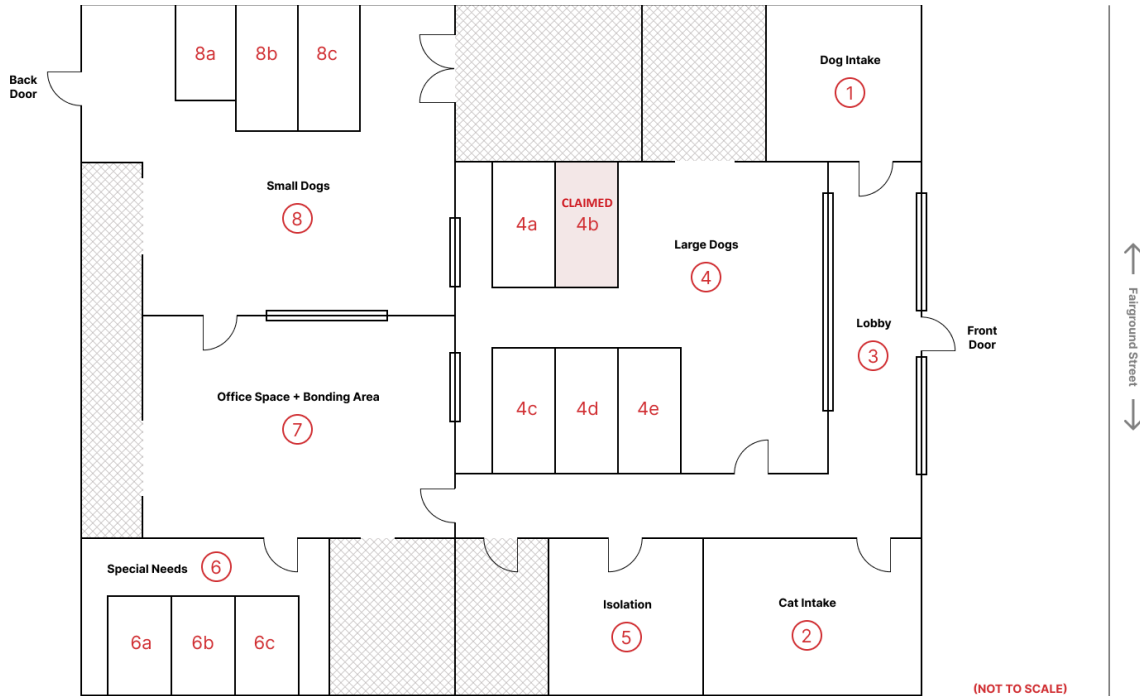 8a
8b
8c
Back
Door
Dog Intake
1
Small Dogs
8
CLAIMED
4a
4b
Large Dogs
4
Lobby
3
Front
Door
Fairground Street
Office Space + Bonding Area
7
4c
4d
4e
Special Needs
6
6a
6b
6c
Isolation
5
Cat Intake
2
(NOT TO SCALE)